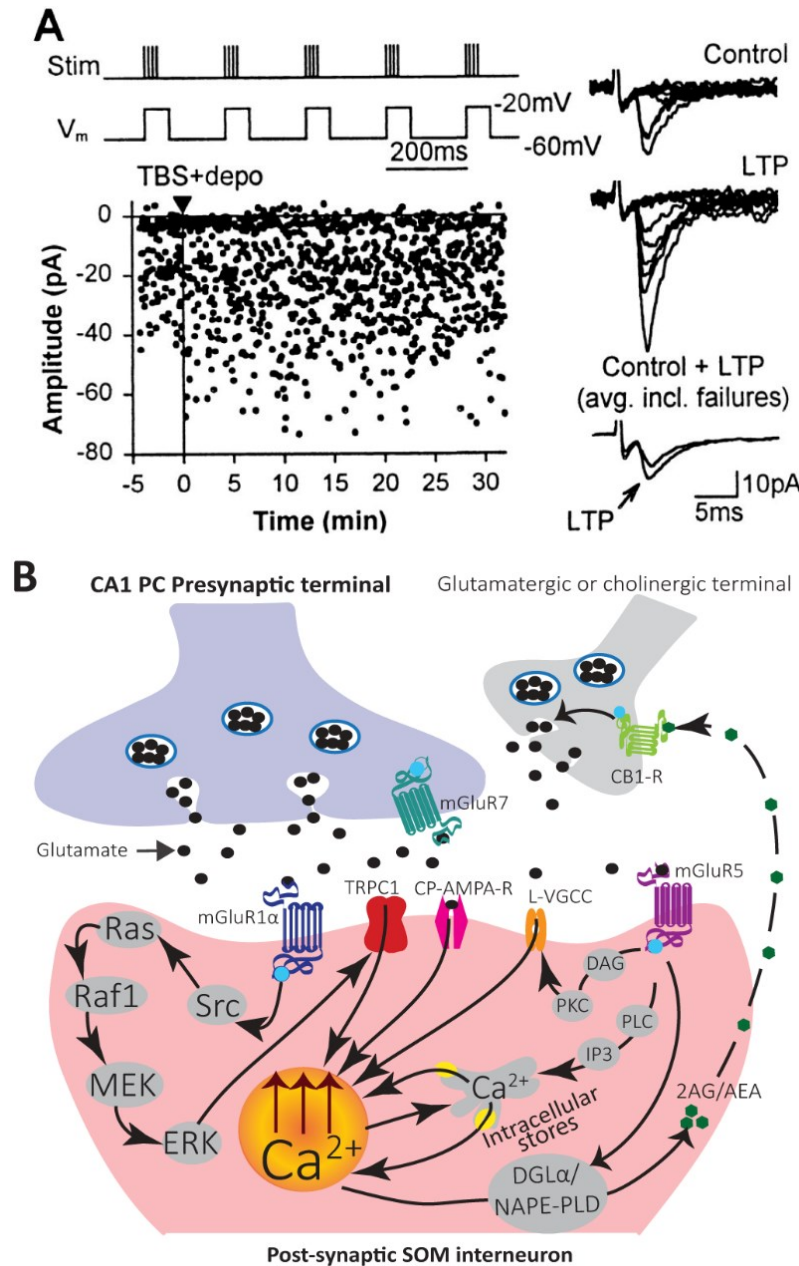 A
Stim
Control
Vₘ
-20mV
-60mV
200ms
TBS+depo
LTP
0
-20
-40
-60
-80
Amplitude (pA)
-5 0 5 10 15 20 25 30
Time (min)
Control + LTP
(avg. incl. failures)
LTP
10pA
5ms
B
CA1 PC Presynaptic terminal
Glutamatergic or cholinergic terminal
CB1-R
mGluR7
Glutamate
mGluR1α
TRPC1
CP-AMPA-R
L-VGCC
mGluR5
Ras
Raf1
Src
MEK
ERK
DAG
PKC
PLC
IP3
Ca²⁺
Intracellular
stores
Ca²⁺
2AG/AEA
DGLα/
NAPE-PLD
Post-synaptic SOM interneuron